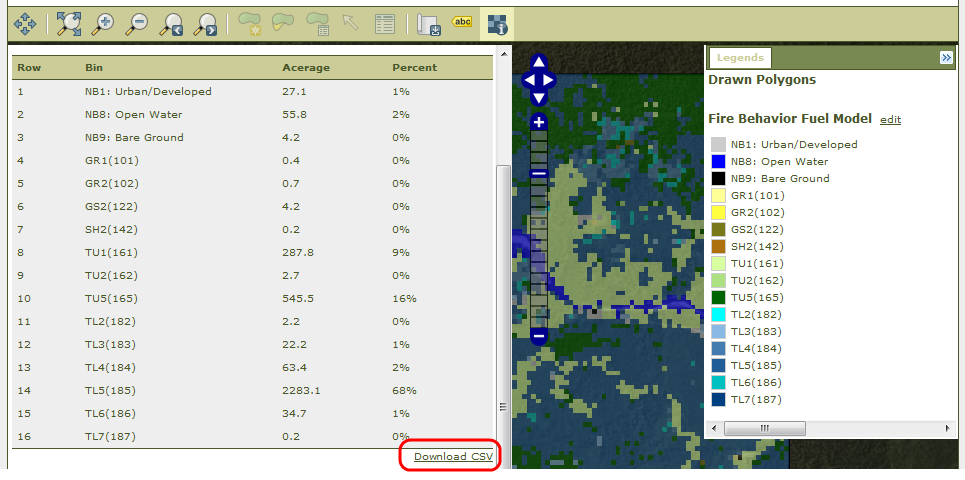 abc
Row Bin Acerage Percent
1 NB1: Urban/Developed 27.1 1%
2 NB8: Open Water 55.8 2%
3 NB9: Bare Ground 4.2 0%
4 GR1(101) 0.4 0%
5 GR2(102) 0.7 0%
6 GS2(122) 4.2 0%
7 SH2(142) 0.2 0%
8 TU1(161) 287.8 9%
9 TU2(162) 2.7 0%
10 TU5(165) 545.5 16%
11 TL2(182) 2.2 0%
12 TL3(183) 22.2 1%
13 TL4(184) 63.4 2%
14 TL5(185) 2283.1 68%
15 TL6(186) 34.7 1%
16 TL7(187) 0.2 0%
Download CSV
Legends
Drawn Polygons
Fire Behavior Fuel Model edit
NB1: Urban/Developed
NB8: Open Water
NB9: Bare Ground
GR1(101)
GR2(102)
GS2(122)
SH2(142)
TU1(161)
TU2(162)
TU5(165)
TL2(182)
TL3(183)
TL4(184)
TL5(185)
TL6(186)
TL7(187)